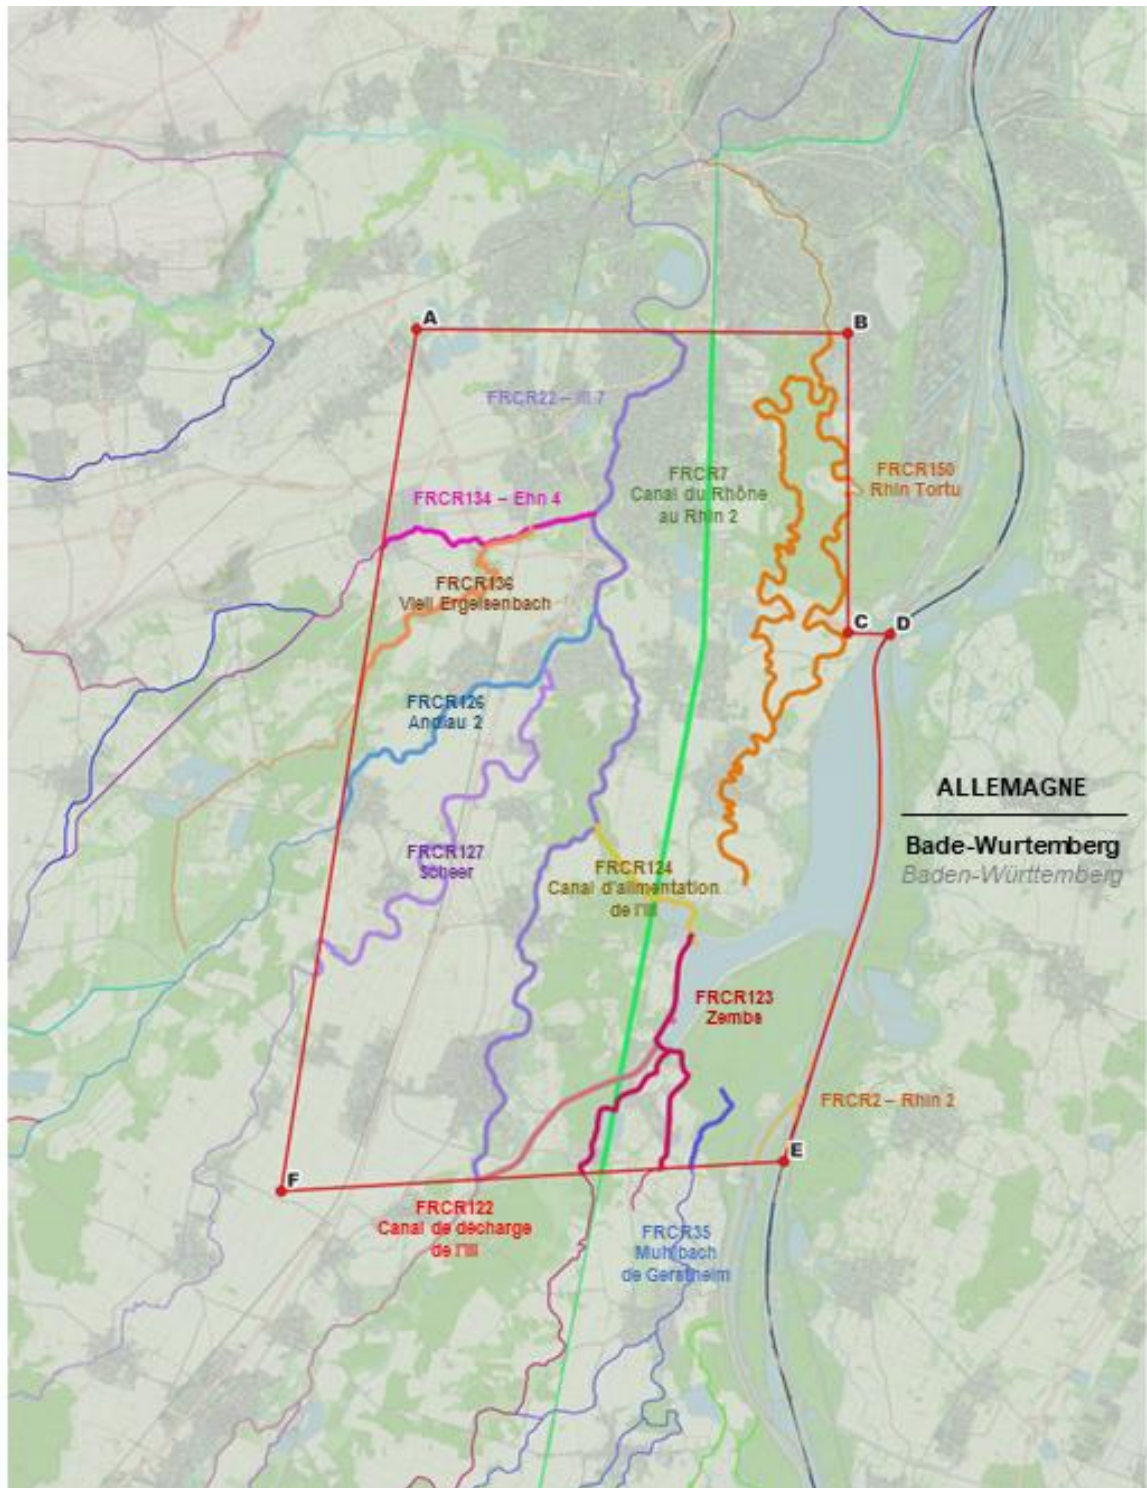 A
B
FRCR22 – Ill 7
FRCR7
Canal du Rhône
au Rhin 2
FRCR150
Rhin Tortu
FRCR134 – Ehn 4
FRCR136
Vieil Ergelsenbach
C
D
FRCR126
Andlau 2
ALLEMAGNE
Bade-Wurtemberg
Baden-Württemberg
FRCR127
Scheer
FRCR124
Canal d'alimentation
de l'Ill
FRCR123
Zembs
FRCR2 – Rhin 2
E
F
FRCR122
Canal de décharge
de l'Ill
FRCR35
Muhlbach
de Gerstheim